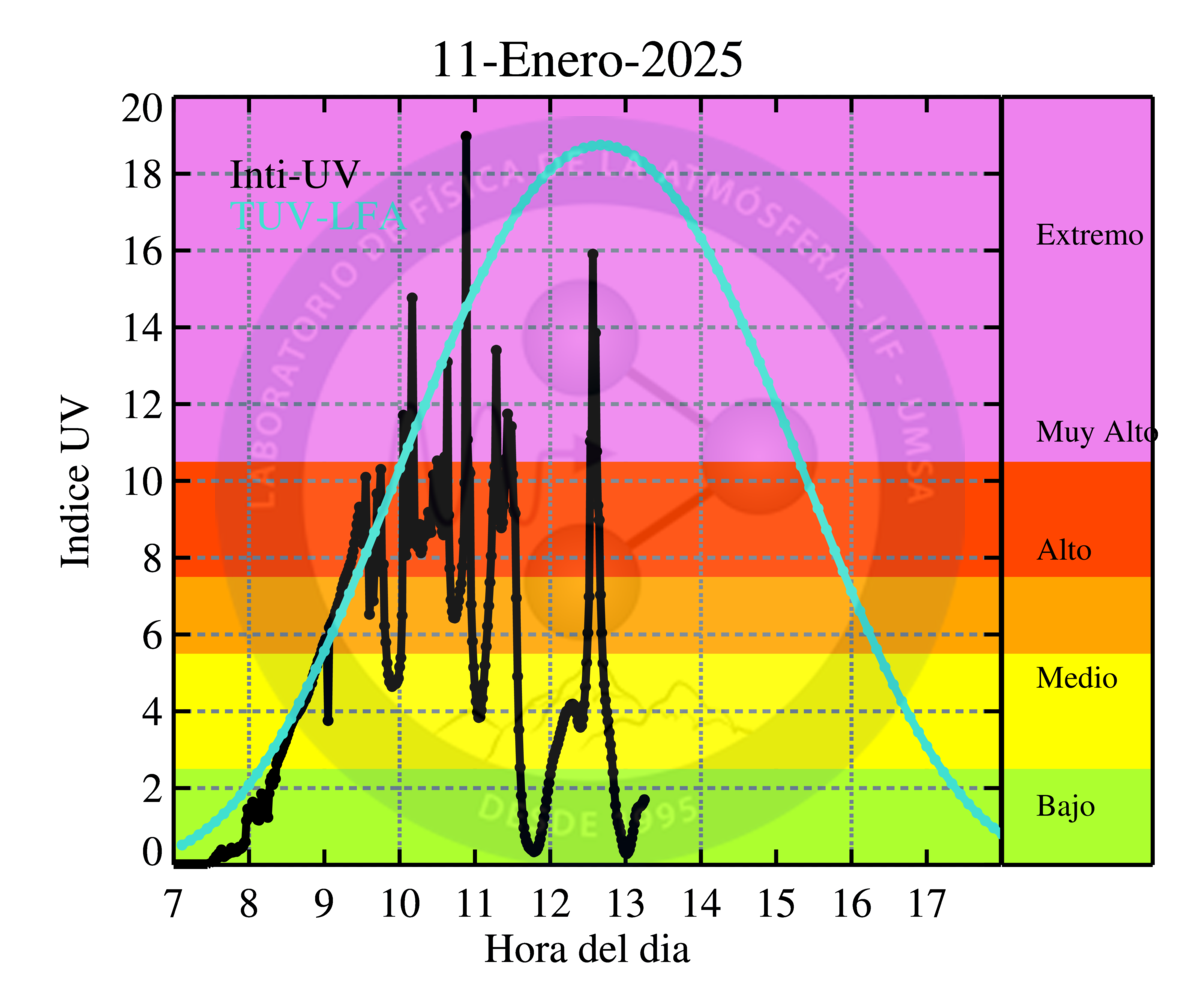 11-Enero-2025
Indice UV
20
18
16
14
12
10
8
6
4
2
0
Inti-UV
TUV-LFA
LABORATORIO DE FÍSICA DE LA ATMÓSFERA - IIF - UMSA
DESDE 1995
Extremo
Muy Alto
Alto
Medio
Bajo
7 8 9 10 11 12 13 14 15 16 17
Hora del dia